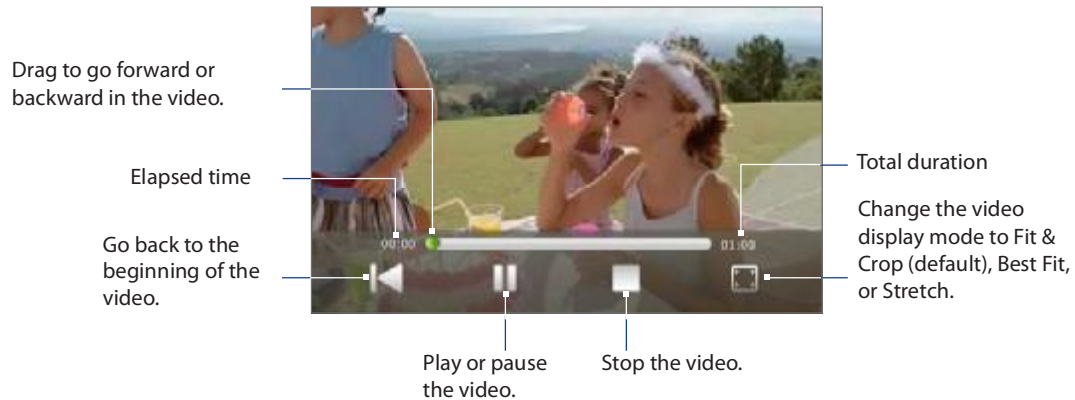 Drag to go forward or
backward in the video.
Elapsed time
Go back to the
beginning of the
video.
00:00
01:00
Total duration
Change the video
display mode to Fit &
Crop (default), Best Fit,
or Stretch.
Play or pause
the video.
Stop the video.